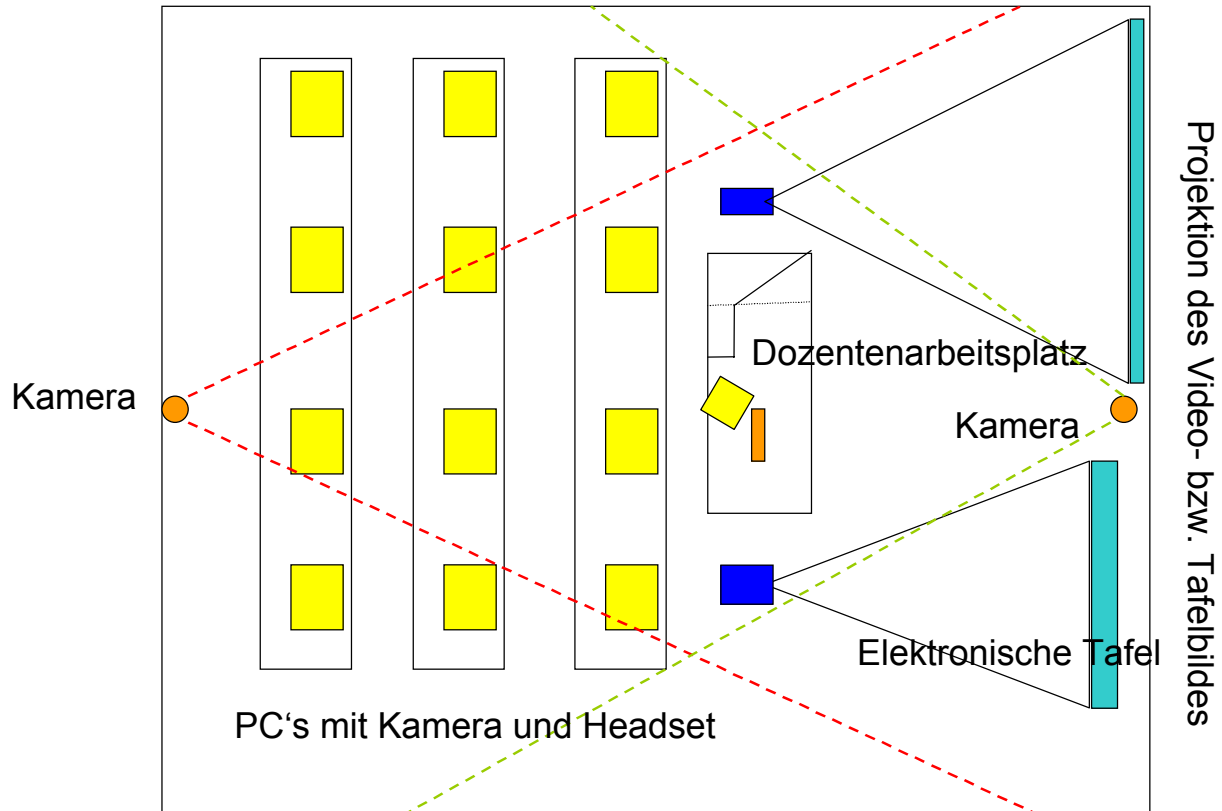 Dozentenarbeitsplatz
Kamera
Kamera
Elektronische Tafel
PC‘s mit Kamera und Headset
Projektion des Video- bzw. Tafelbildes